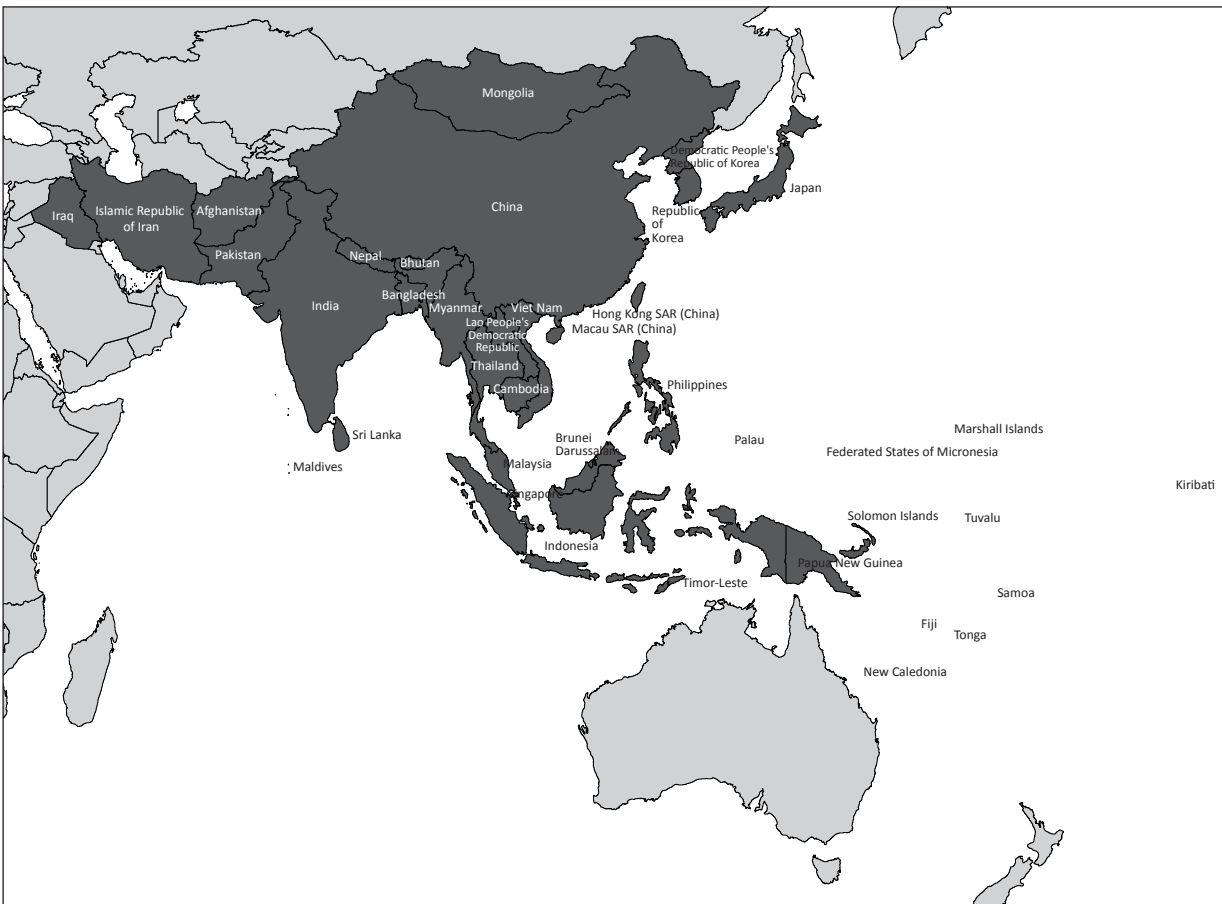 Mongolia
Democratic People's
Republic of Korea
Japan
China
Republic
of
Korea
Iraq
Islamic Republic
of Iran
Afghanistan
Pakistan
Nepal
Bhutan
India
Bangladesh
Myanmar
Viet Nam
Hong Kong SAR (China)
Macau SAR (China)
Lao People's
Democratic
Republic
Thailand
Cambodia
Philippines
Sri Lanka
Maldives
Brunei
Darussalam
Malaysia
Singapore
Indonesia
Palau
Marshall Islands
Federated States of Micronesia
Kiribati
Solomon Islands
Tuvalu
Papua New Guinea
Timor-Leste
Samoa
Fiji
Tonga
New Caledonia